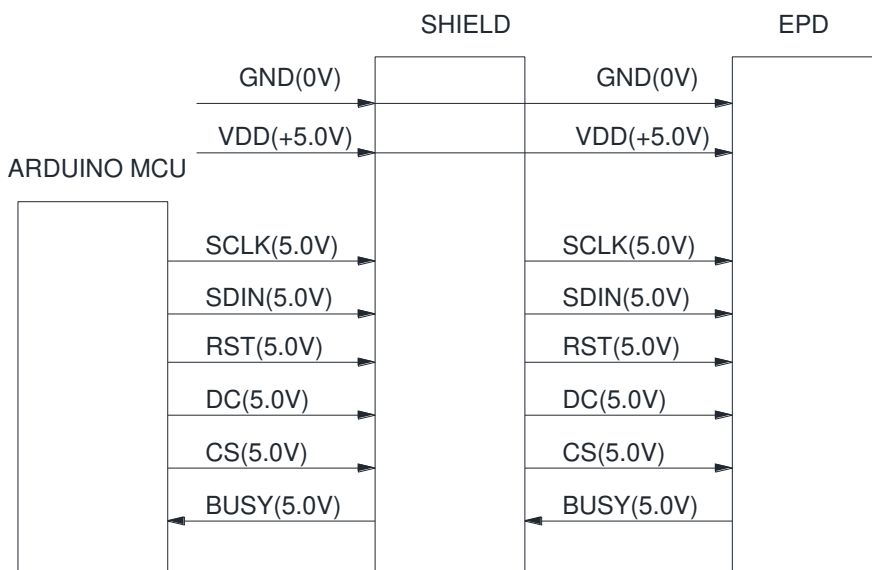 SHIELD EPD
GND(0V) GND(0V)
VDD(+5.0V) VDD(+5.0V)
ARDUINO MCU
SCLK(5.0V) SCLK(5.0V)
SDIN(5.0V) SDIN(5.0V)
RST(5.0V) RST(5.0V)
DC(5.0V) DC(5.0V)
CS(5.0V) CS(5.0V)
BUSY(5.0V) BUSY(5.0V)